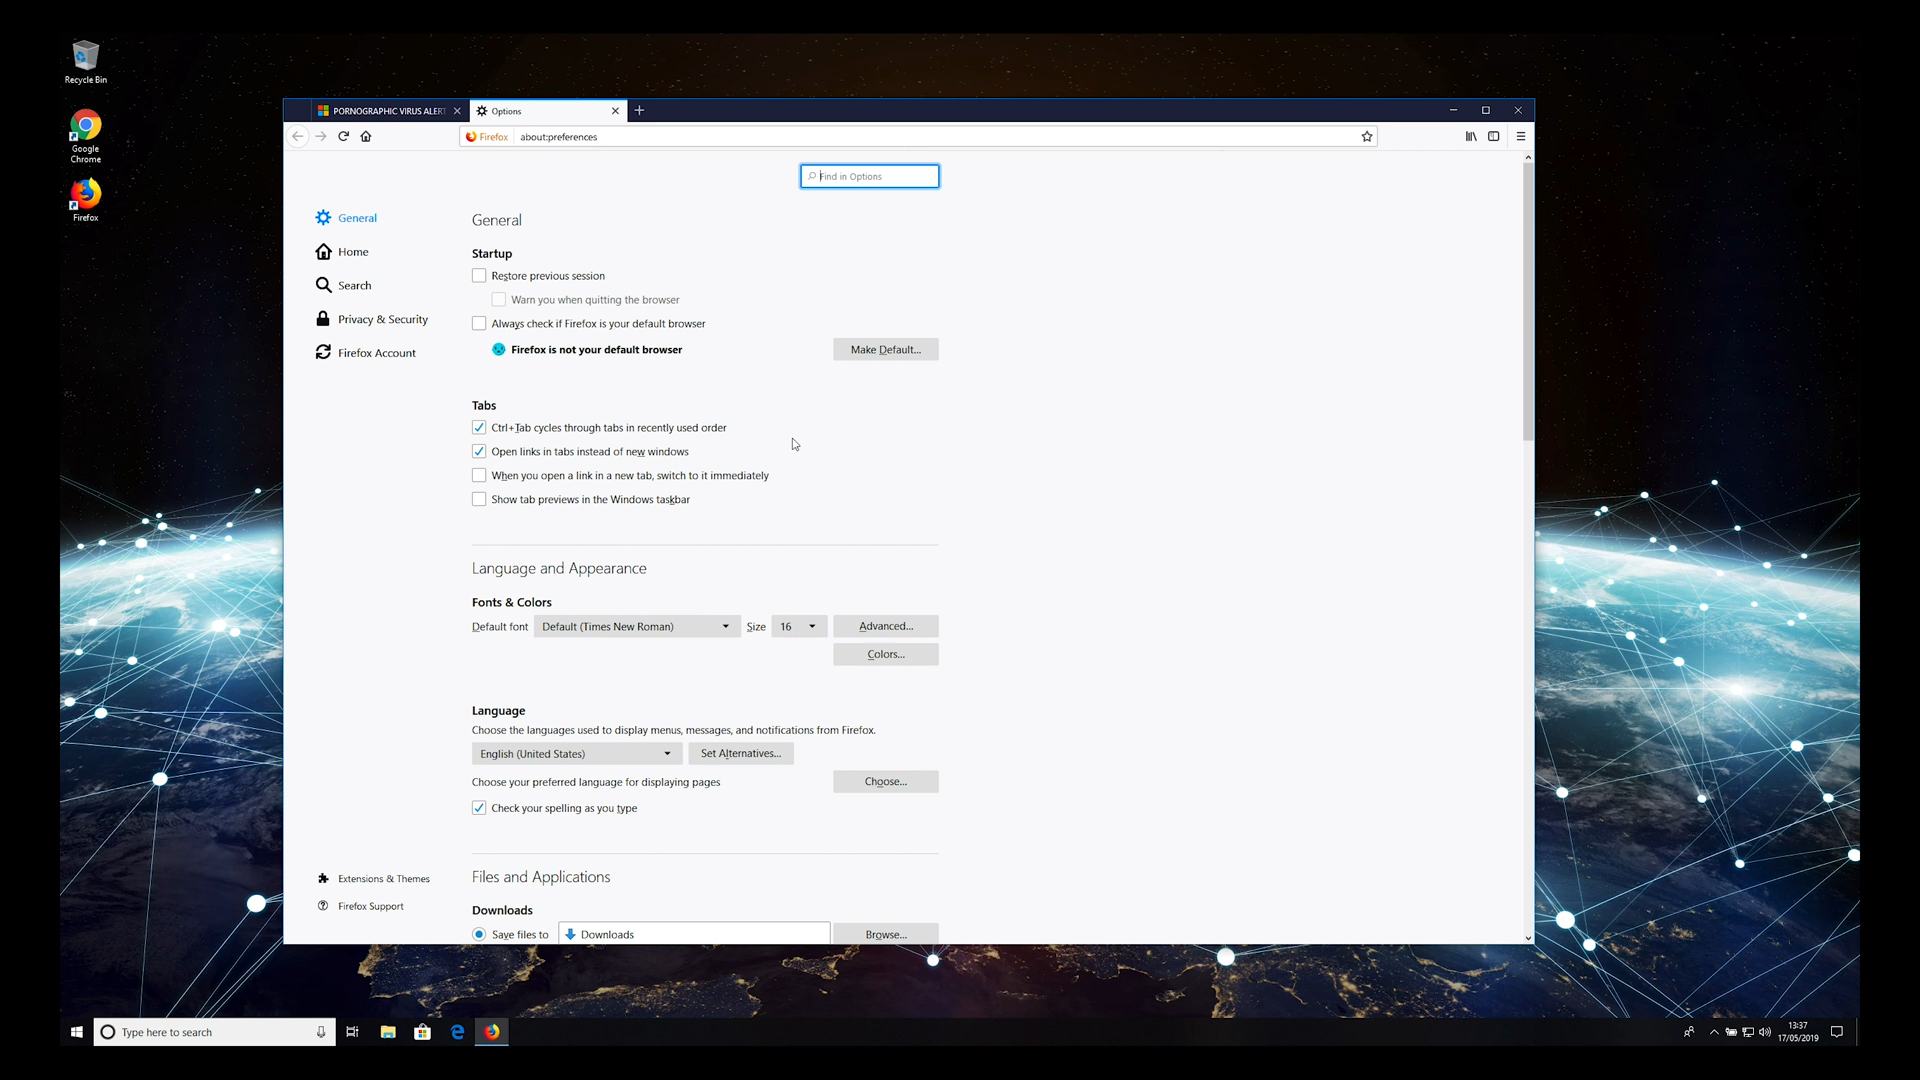 Recycle Bin
Google
Chrome
Firefox
PORNOGRAPHIC VIRUS ALERT
Options
Firefox
about:preferences
Find in Options
General
Home
Search
Privacy & Security
Firefox Account
Extensions & Themes
Firefox Support
General
Startup
Restore previous session
Warn you when quitting the browser
Always check if Firefox is your default browser
Firefox is not your default browser
Make Default...
Tabs
Ctrl+Tab cycles through tabs in recently used order
Open links in tabs instead of new windows
When you open a link in a new tab, switch to it immediately
Show tab previews in the Windows taskbar
Language and Appearance
Fonts & Colors
Default font Default (Times New Roman) Size 16 Advanced...
Colors...
Language
Choose the languages used to display menus, messages, and notifications from Firefox.
English (United States) Set Alternatives...
Choose your preferred language for displaying pages Choose...
Check your spelling as you type
Files and Applications
Downloads
Save files to Downloads Browse...
Type here to search
13:37
17/05/2019